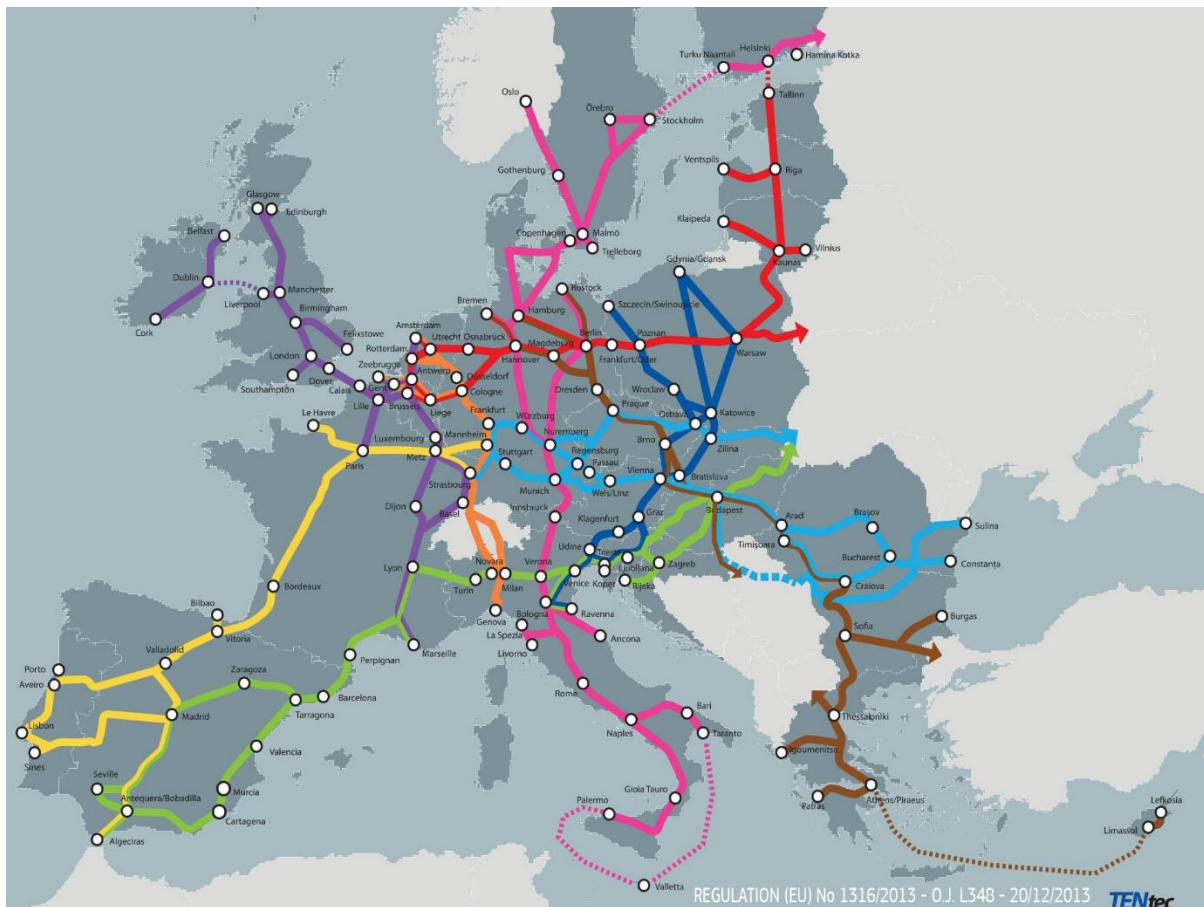 Helsinki
Turku Naantali
Hamina Kotka
Oslo
Örebro
Stockholm
Tallinn
Ventspils
Riga
Gothenburg
Glasgow
Edinburgh
Klaipeda
Belfast
Copenhagen
Malmö
Trelleborg
Kaunas
Vilnius
Gdynia/Gdansk
Dublin
Manchester
Rostock
Liverpool
Bremen
Szczecin/Swinoujscie
Birmingham
Hamburg
Cork
Amsterdam
Felixstowe
Utrecht
Osnabrück
Magdeburg
Berlin
Poznan
Warsaw
Rotterdam
Hannover
Frankfurt/Oder
London
Zeebrugge
Antwerp
Düsseldorf
Dover
Southampton
Calais
Gent
Cologne
Dresden
Wroclaw
Lille
Brussels
Liege
Prague
Le Havre
Frankfurt
Würzburg
Ostrava
Katowice
Luxembourg
Mannheim
Nuremberg
Brno
Zilina
Paris
Metz
Stuttgart
Regensburg
Passau
Vienna
Bratislava
Strasbourg
Munich
Wels/Linz
Basel
Budapest
Dijon
Innsbruck
Klagenfurt
Graz
Arad
Braşov
Sulina
Timişoara
Udine
Trieste
Ljubljana
Zagreb
Bucharest
Constanţa
Lyon
Novara
Verona
Turin
Milan
Venice
Koper
Rijeka
Craiova
Bordeaux
Bologna
Ravenna
Bilbao
Genova
Vitoria
La Spezia
Ancona
Sofia
Burgas
Marseille
Livorno
Valladolid
Perpignan
Porto
Zaragoza
Aveiro
Barcelona
Roma
Madrid
Tarragona
Bari
Thessaloniki
Lisbon
Naples
Taranto
Sines
Valencia
Igoumenitsa
Seville
Murcia
Gioia Tauro
Antequera/Bobadilla
Palermo
Athens/Piraeus
Patras
Lefkosia
Cartagena
Limassol
Algeciras
Valletta
REGULATION (EU) No 1316/2013 - O.J. L348 - 20/12/2013
TENtec